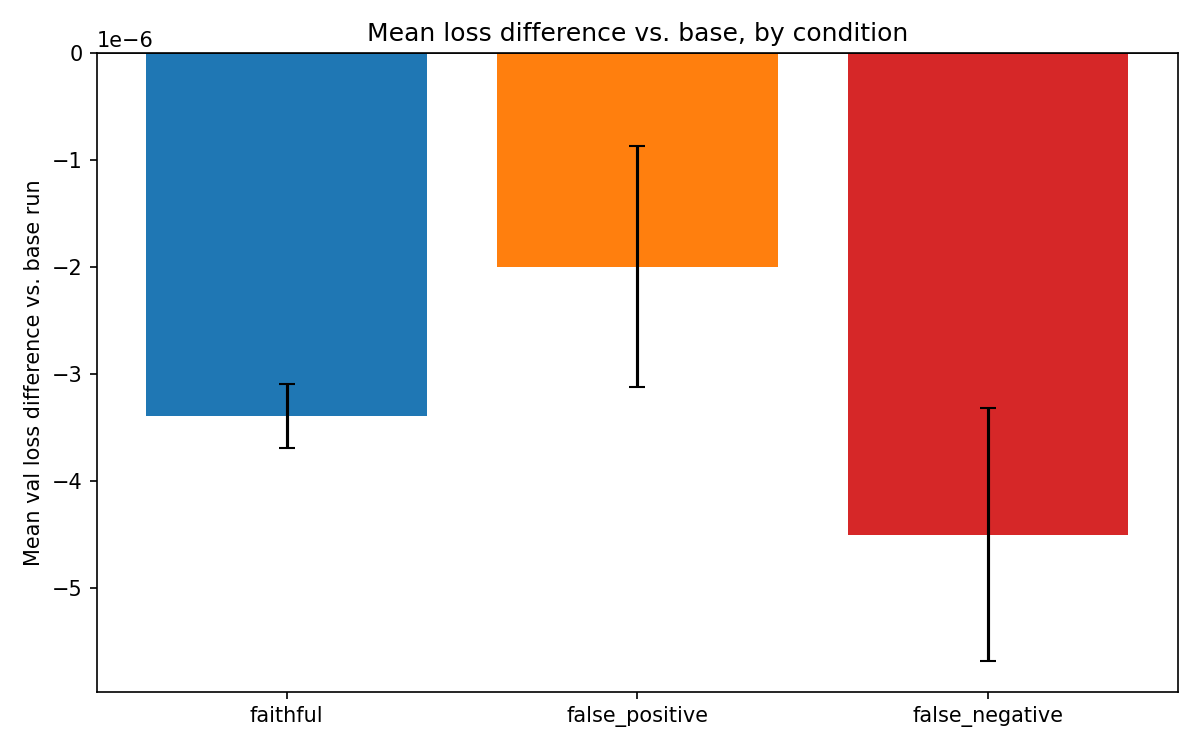 Mean loss difference vs. base, by condition
1e−6
Mean val loss difference vs. base run
0
−1
−2
−3
−4
−5
faithful
false_positive
false_negative